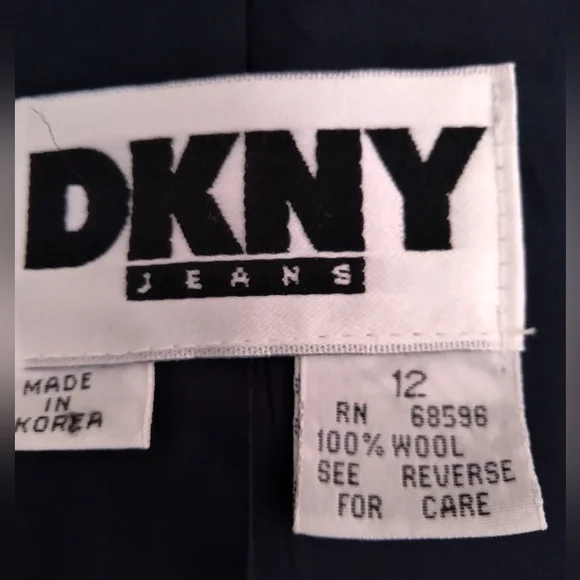 DKNY
JEANS
MADE
IN
KOREA
12
RN 68596
100% WOOL
SEE REVERSE
FOR CARE